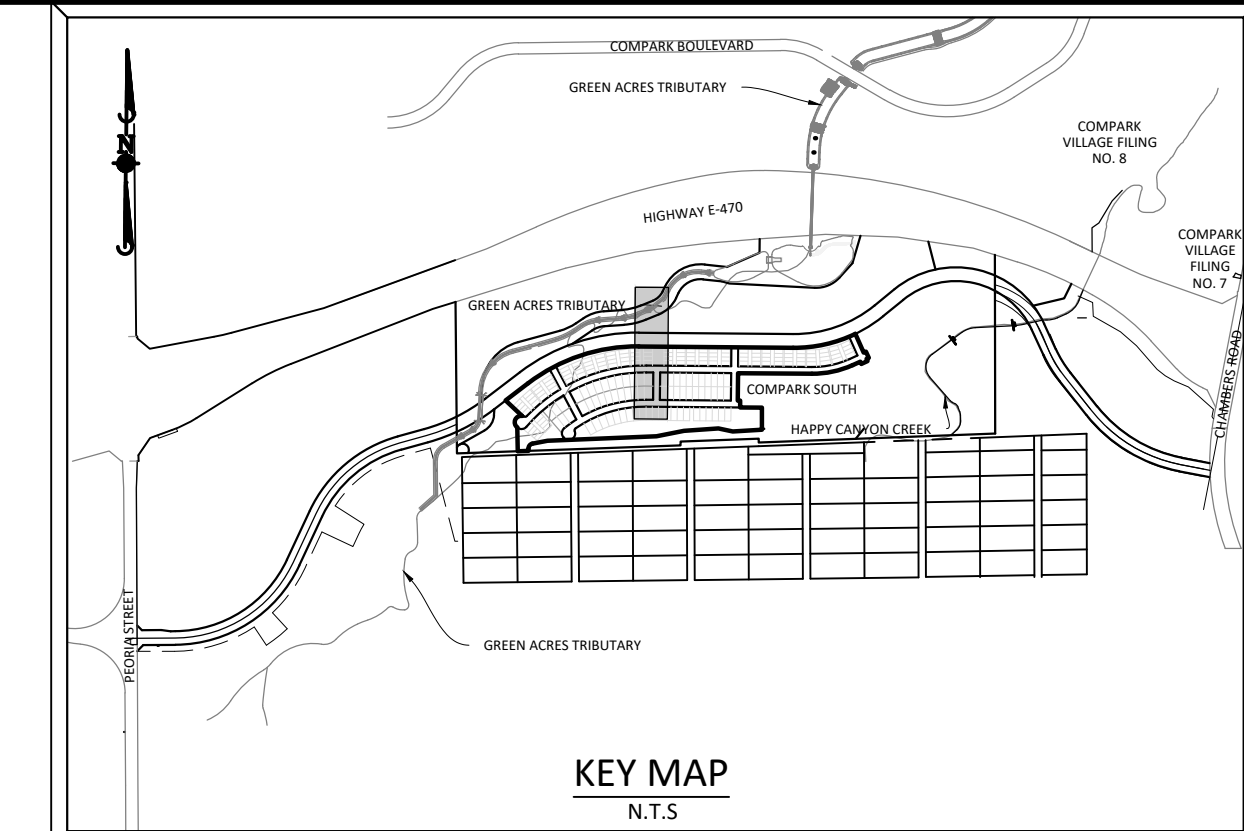 COMPARK BOULEVARD
GREEN ACRES TRIBUTARY
COMPARK
VILLAGE FILING
NO. 8
N
HIGHWAY E-470
COMPARK
VILLAGE
FILING
NO. 7
GREEN ACRES TRIBUTARY
CHAMBERS ROAD
COMPARK SOUTH
HAPPY CANYON CREEK
PEORIA STREET
GREEN ACRES TRIBUTARY
KEY MAP
N.T.S